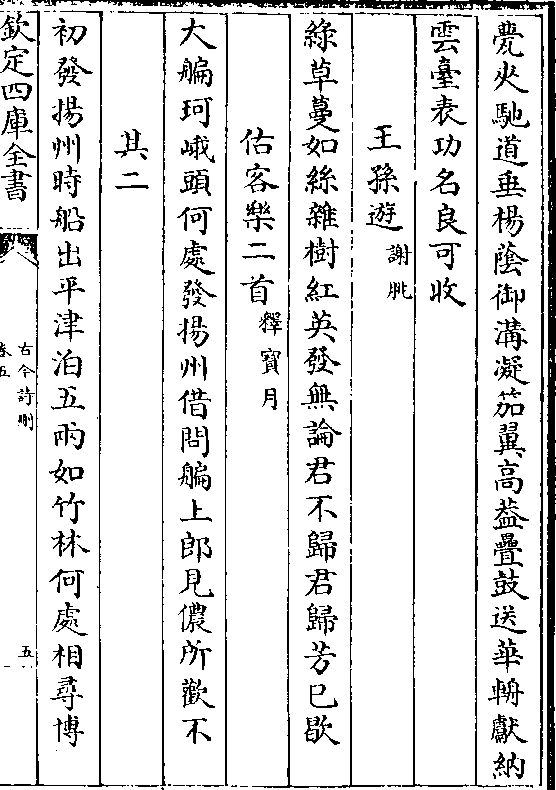 甍夾馳道垂楊蔭御溝凝笳翼高葢疊鼓送華輈獻納
雲臺表功名良可收
王孫遊謝朓
綠草蔓如絲雜樹紅英發無論君不歸君歸芳已歇
估客樂二首釋寶月
大艑珂峨頭何處發揚州借問艑上郎見儂所歡不
其二
初發揚州時船出平津泊五兩如竹林何處相尋博
欽定四庫全書
古今詩刪
卷五
五